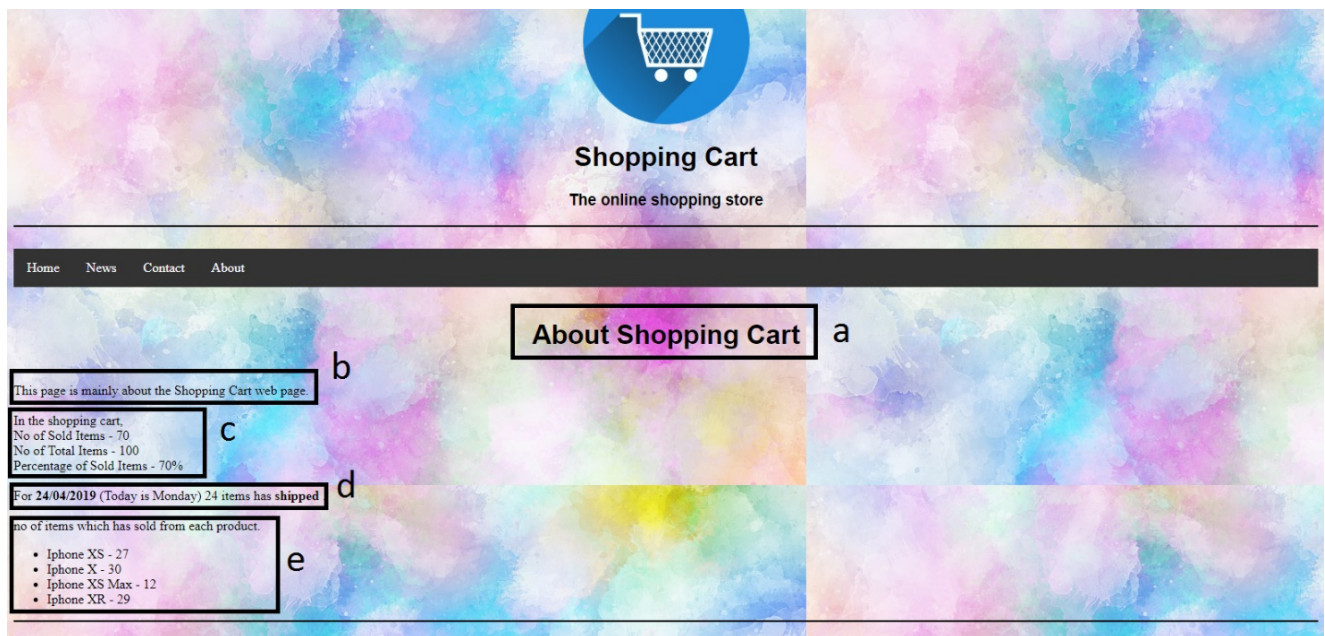 Shopping Cart
The online shopping store
Home News Contact About
About Shopping Cart
a
b
This page is mainly about the Shopping Cart web page.
In the shopping cart,
No of Sold Items - 70
No of Total Items - 100
Percentage of Sold Items - 70%
c
For 24/04/2019 (Today is Monday) 24 items has shipped
d
no of items which has sold from each product.
• Iphone XS - 27
• Iphone X - 30
• Iphone XS Max - 12
• Iphone XR - 29
e